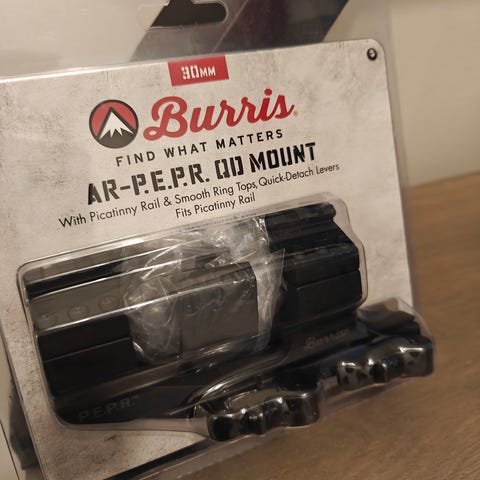 30MM
Burris
FIND WHAT MATTERS
AR-P.E.P.R. QD MOUNT
With Picatinny Rail & Smooth Ring Tops, Quick-Detach Levers
Fits Picatinny Rail
Burris
P.E.P.R.™